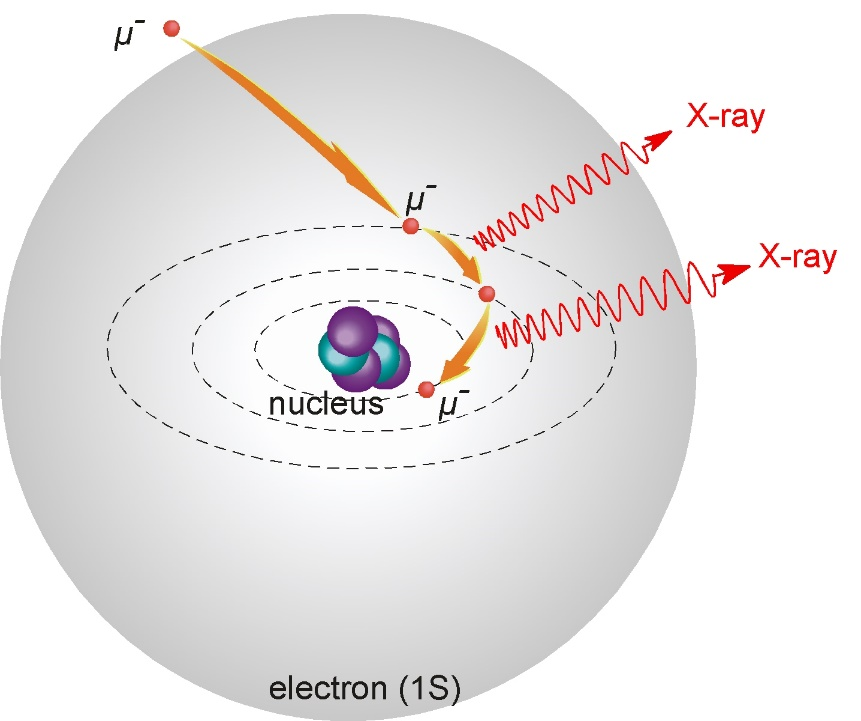 μ⁻
X-ray
μ⁻
X-ray
nucleus
μ⁻
electron (1S)